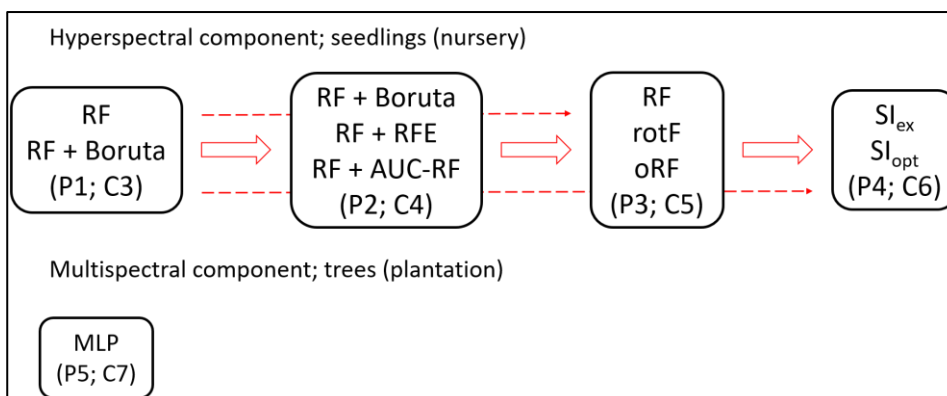 Hyperspectral component; seedlings (nursery)
RF
RF + Boruta
(P1; C3)
RF + Boruta
RF + RFE
RF + AUC-RF
(P2; C4)
RF
rotF
oRF
(P3; C5)
SIex
SIopt
(P4; C6)
Multispectral component; trees (plantation)
MLP
(P5; C7)